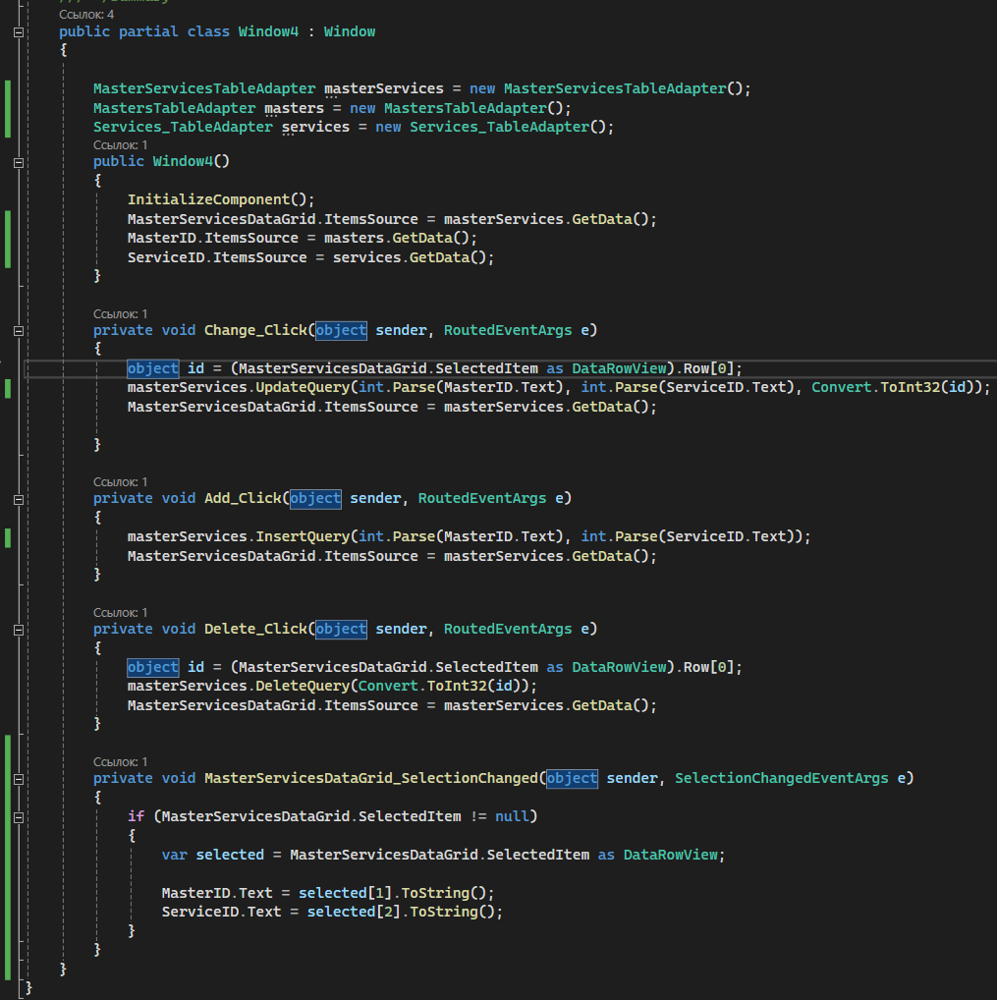 Ссылок: 4
public partial class Window4 : Window
{
MasterServicesTableAdapter masterServices = new MasterServicesTableAdapter();
MastersTableAdapter masters = new MastersTableAdapter();
Services_TableAdapter services = new Services_TableAdapter();
Ссылок: 1
public Window4()
{
InitializeComponent();
MasterServicesDataGrid.ItemsSource = masterServices.GetData();
MasterID.ItemsSource = masters.GetData();
ServiceID.ItemsSource = services.GetData();
}
Ссылок: 1
private void Change_Click(object sender, RoutedEventArgs e)
{
object id = (MasterServicesDataGrid.SelectedItem as DataRowView).Row[0];
masterServices.UpdateQuery(int.Parse(MasterID.Text), int.Parse(ServiceID.Text), Convert.ToInt32(id));
MasterServicesDataGrid.ItemsSource = masterServices.GetData();
}
Ссылок: 1
private void Add_Click(object sender, RoutedEventArgs e)
{
masterServices.InsertQuery(int.Parse(MasterID.Text), int.Parse(ServiceID.Text));
MasterServicesDataGrid.ItemsSource = masterServices.GetData();
}
Ссылок: 1
private void Delete_Click(object sender, RoutedEventArgs e)
{
object id = (MasterServicesDataGrid.SelectedItem as DataRowView).Row[0];
masterServices.DeleteQuery(Convert.ToInt32(id));
MasterServicesDataGrid.ItemsSource = masterServices.GetData();
}
Ссылок: 1
private void MasterServicesDataGrid_SelectionChanged(object sender, SelectionChangedEventArgs e)
{
if (MasterServicesDataGrid.SelectedItem != null)
{
var selected = MasterServicesDataGrid.SelectedItem as DataRowView;
MasterID.Text = selected[1].ToString();
ServiceID.Text = selected[2].ToString();
}
}
}
}